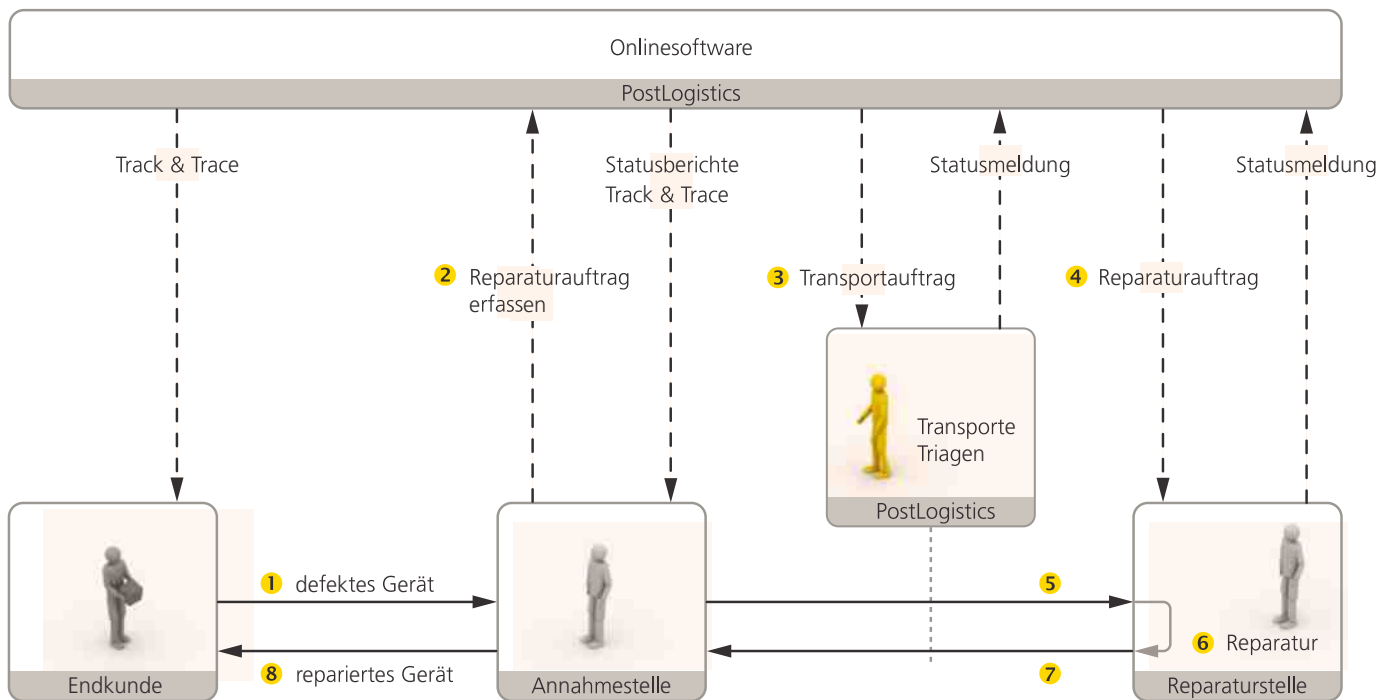 Onlinesoftware
PostLogistics
Track & Trace
Statusberichte
Track & Trace
Statusmeldung
Statusmeldung
2 Reparaturauftrag
erfassen
3 Transportauftrag
4 Reparaturauftrag
Transporte
Triagen
PostLogistics
1 defektes Gerät
5
6 Reparatur
8 repariertes Gerät
7
Endkunde
Annahmestelle
Reparaturstelle